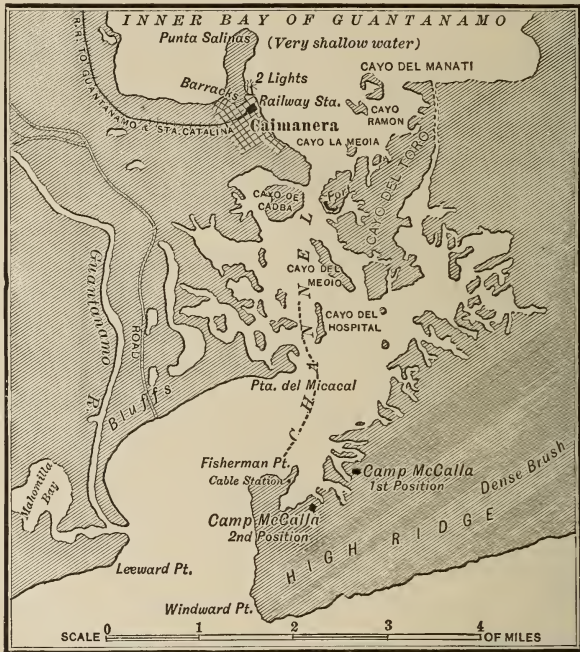 INNER BAY OF GUANTANAMO
Punta Salinas
(Very shallow water)
CAYO DEL MANATI
2 Lights
Barracks
Railway Sta.
CAYO
RAMON
R.R. TO GUANTANAMO & STA. CATALINA
Caimanera
CAYO LA MEDIA
CAYO DEL TORO
Fort
CAYO DE
CADBA
CHANNEL
Guantanamo R.
CAYO DEL
MEDIO
ROAD
CAYO DEL
HOSPITAL
Bluffs
Pta. del Micacal
Fisherman Pt.
Cable Station
Camp McCalla
1st Position
Dense Brush
Mahomilla
Bay
Camp McCalla
2nd Position
HIGH RIDGE
Leeward Pt.
Windward Pt.
SCALE 0 1 2 3 4 OF MILES